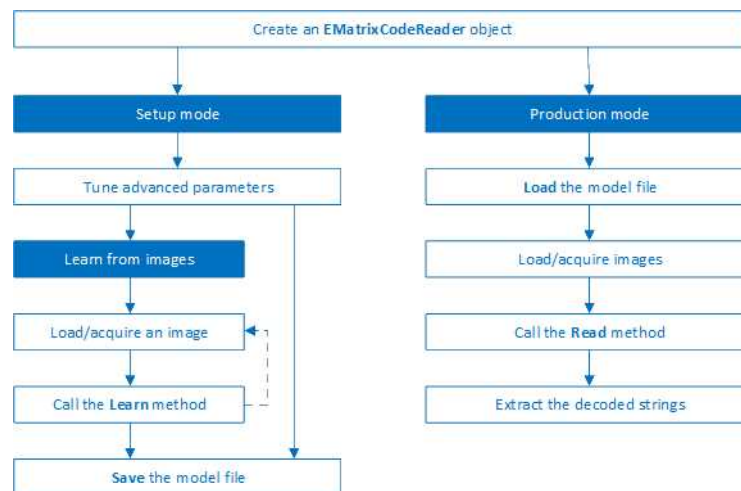 Create an EMatrixCodeReader object
Setup mode
Production mode
Tune advanced parameters
Load the model file
Learn from images
Load/acquire images
Load/acquire an image
Call the Read method
Call the Learn method
Extract the decoded strings
Save the model file